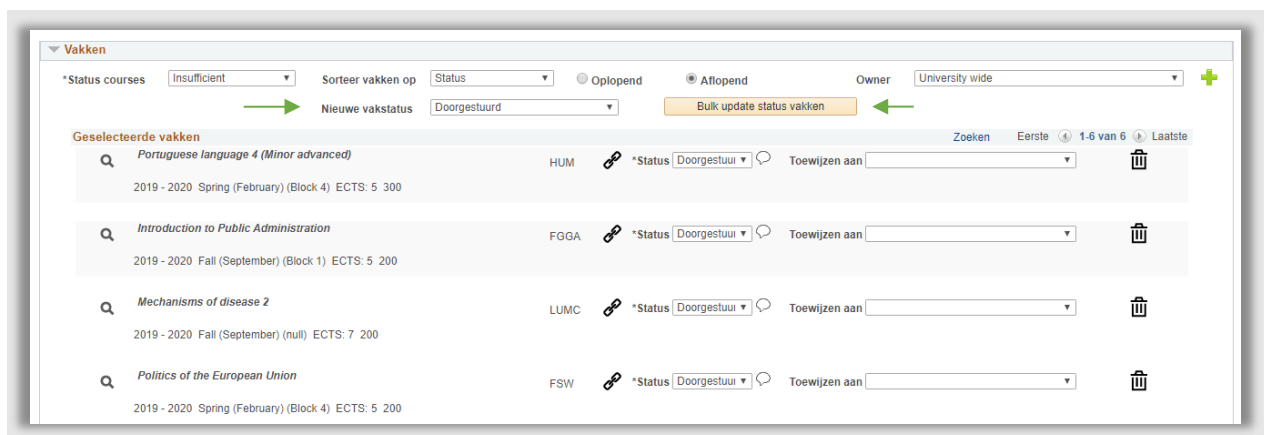 Vakken
*Status courses Insufficient Sorteer vakken op Status Oplopend Aflopend Owner University wide
Nieuwe vakstatus Doorgestuurd Bulk update status vakken
Geselecteerde vakken Zoeken Eerste 1-6 van 6 Laatste
Portuguese language 4 (Minor advanced) HUM *Status Doorgestuui Toewijzen aan
2019 - 2020 Spring (February) (Block 4) ECTS: 5 300
Introduction to Public Administration FGGA *Status Doorgestuui Toewijzen aan
2019 - 2020 Fall (September) (Block 1) ECTS: 5 200
Mechanisms of disease 2 LUMC *Status Doorgestuui Toewijzen aan
2019 - 2020 Fall (September) (null) ECTS: 7 200
Politics of the European Union FSW *Status Doorgestuui Toewijzen aan
2019 - 2020 Spring (February) (Block 4) ECTS: 5 200